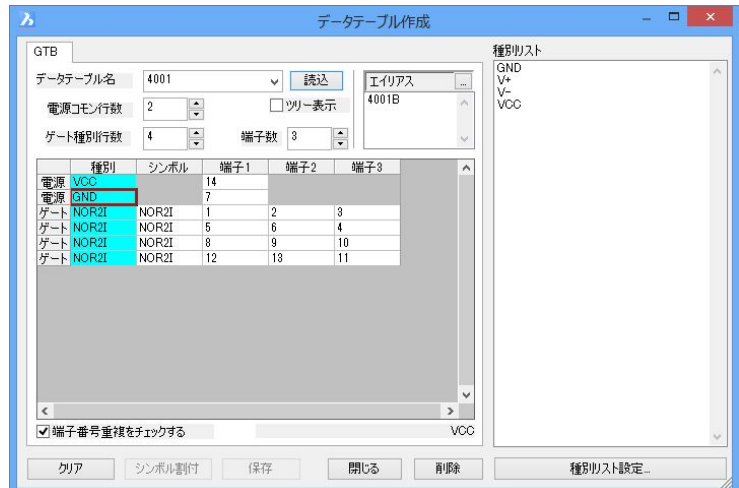 データテーブル作成
GTB
種別リスト
データテーブル名 4001 読込 エイリアス ...
電源コモン行数 2 ツリー表示 4001B
ゲート種別行数 4 端子数 3
種別 シンボル 端子1 端子2 端子3
電源 VCC 14
電源 GND 7
ゲート NOR2I NOR2I 1 2 3
ゲート NOR2I NOR2I 5 6 4
ゲート NOR2I NOR2I 8 9 10
ゲート NOR2I NOR2I 12 13 11
端子番号重複をチェックする VCC
クリア シンボル割付 保存 閉じる 削除
GND
V+
V-
VCC
種別リスト設定...